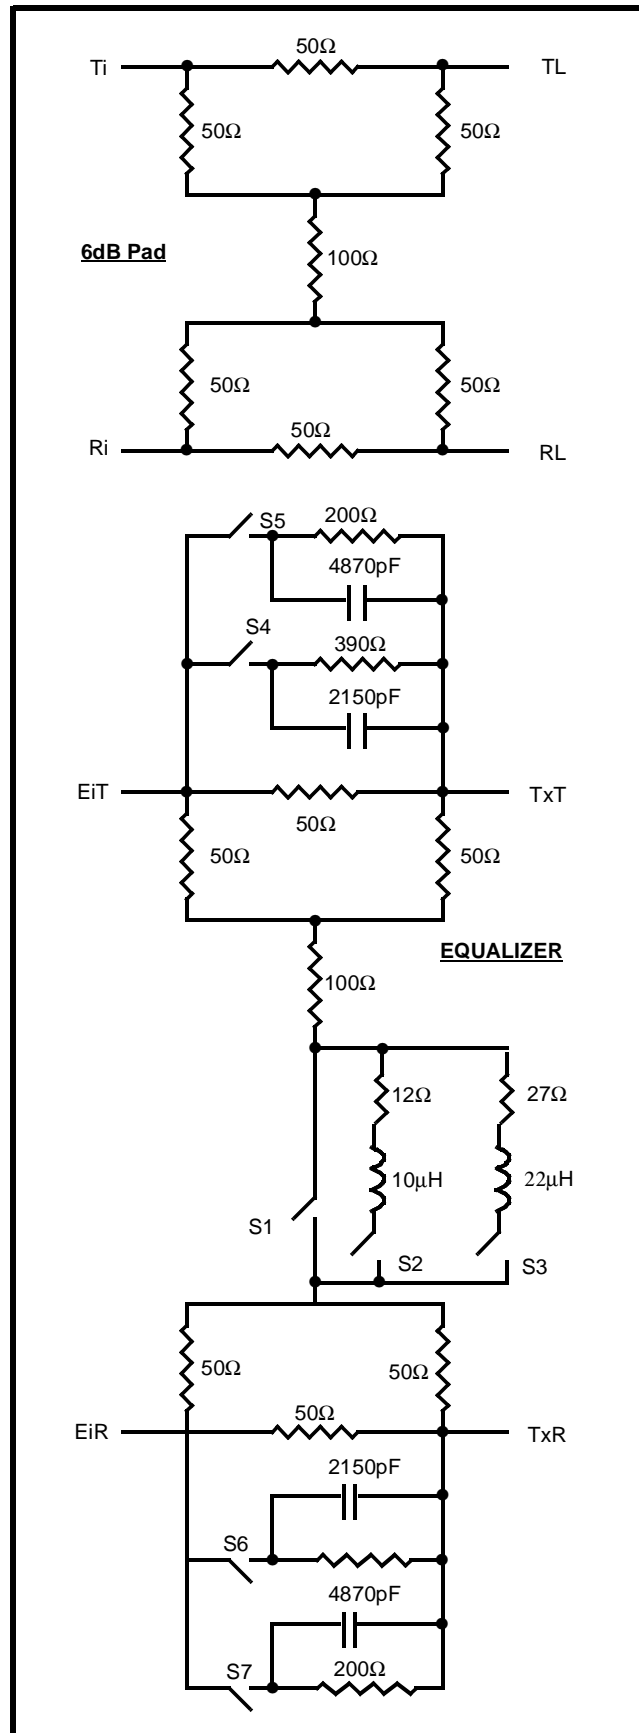 50Ω
Ti TL
50Ω 50Ω
6dB Pad
100Ω
50Ω 50Ω
50Ω
Ri RL
S5 200Ω
4870pF
S4
390Ω
2150pF
EiT TxT
50Ω
50Ω 50Ω
EQUALIZER
100Ω
12Ω 27Ω
10μH 22μH
S1
S2 S3
50Ω 50Ω
50Ω
EiR TxR
2150pF
S6
4870pF
S7 200Ω